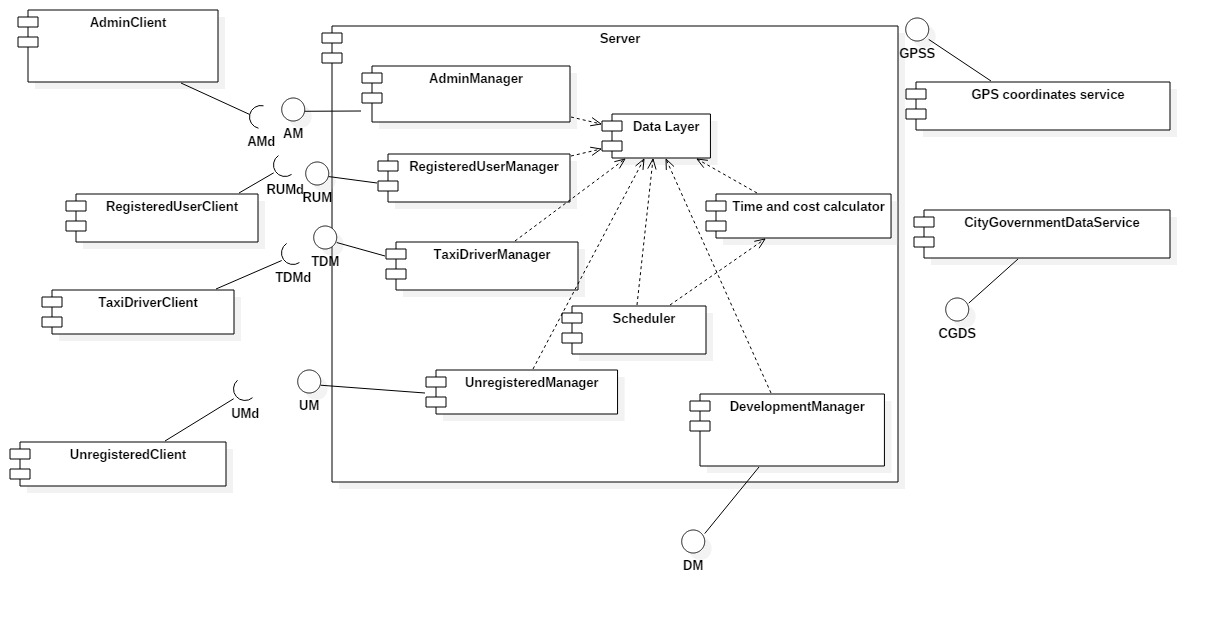 AdminClient
Server
GPSS
AdminManager
GPS coordinates service
AMd
AM
Data Layer
RegisteredUserManager
RUMd
RUM
RegisteredUserClient
Time and cost calculator
CityGovernmentDataService
TaxiDriverManager
TDM
TDMd
TaxiDriverClient
Scheduler
CGDS
UnregisteredManager
UM
UMd
DevelopmentManager
UnregisteredClient
DM